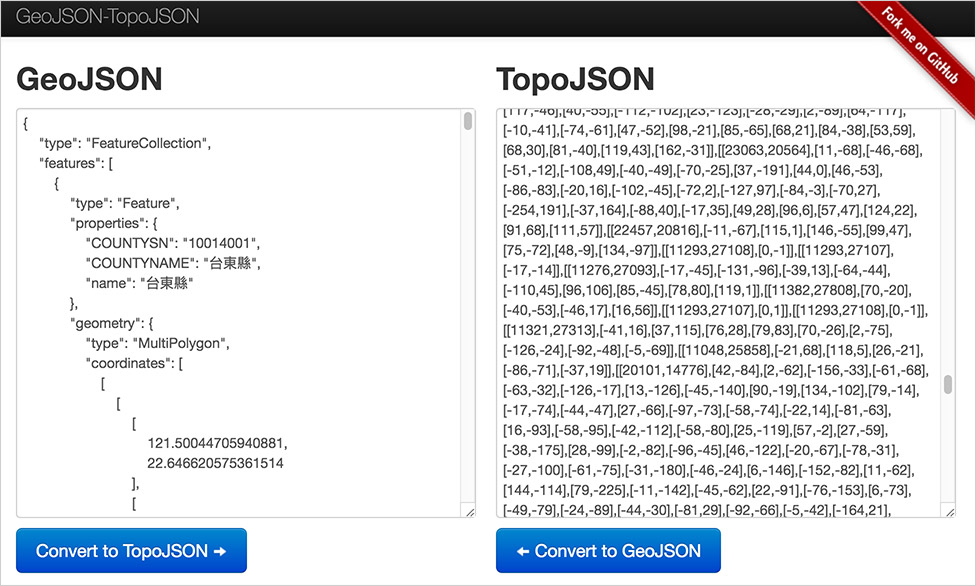 GeoJSON-TopoJSON
Fork me on GitHub
GeoJSON
{
"type": "FeatureCollection",
"features": [
{
"type": "Feature",
"properties": {
"COUNTYSN": "10014001",
"COUNTYNAME": "台東縣",
"name": "台東縣"
},
"geometry": {
"type": "MultiPolygon",
"coordinates": [
[
[
[
121.50044705940881,
22.646620575361514
],
[
Convert to TopoJSON ➜
TopoJSON
[117,-46],[40,-55],[-112,-102],[23,-123],[-28,-29],[2,-89],[64,-117],
[-10,-41],[-74,-61],[47,-52],[98,-21],[85,-65],[68,21],[84,-38],[53,59],
[68,30],[81,-40],[119,43],[162,-31]],[[23063,20564],[11,-68],[-46,-68],
[-51,-12],[-108,49],[-40,-49],[-70,-25],[37,-191],[44,0],[46,-53],
[-86,-83],[-20,16],[-102,-45],[-72,2],[-127,97],[-84,-3],[-70,27],
[-254,191],[-37,164],[-88,40],[-17,35],[49,28],[96,6],[57,47],[124,22],
[91,68],[111,57]],[[22457,20816],[-11,-67],[115,1],[146,-55],[99,47],
[75,-72],[48,-9],[134,-97]],[[11293,27108],[0,-1]],[[11293,27107],
[-17,-14]],[[11276,27093],[-17,-45],[-131,-96],[-39,13],[-64,-44],
[-110,45],[96,106],[85,-45],[78,80],[119,1]],[[11382,27808],[70,-20],
[-40,-53],[-46,17],[16,56]],[[11293,27107],[0,1]],[[11293,27108],[0,-1]],
[[11321,27313],[-41,16],[37,115],[76,28],[79,83],[70,-26],[2,-75],
[-126,-24],[-92,-48],[-5,-69]],[[11048,25858],[-21,68],[118,5],[26,-21],
[-86,-71],[-37,19]],[[20101,14776],[42,-84],[2,-62],[-156,-33],[-61,-68],
[-63,-32],[-126,-17],[13,-126],[-45,-140],[90,-19],[134,-102],[79,-14],
[-17,-74],[-44,-47],[27,-66],[-97,-73],[-58,-74],[-22,14],[-81,-63],
[16,-93],[-58,-95],[-42,-112],[-58,-80],[25,-119],[57,-2],[27,-59],
[-38,-175],[28,-99],[-2,-82],[-96,-45],[46,-122],[-20,-67],[-78,-31],
[-27,-100],[-61,-75],[-31,-180],[-46,-24],[6,-146],[-152,-82],[11,-62],
[144,-114],[79,-225],[-11,-142],[-45,-62],[22,-91],[-76,-153],[6,-73],
[-49,-79],[-24,-89],[-44,-30],[-81,29],[-92,-66],[-5,-42],[-164,21],
← Convert to GeoJSON